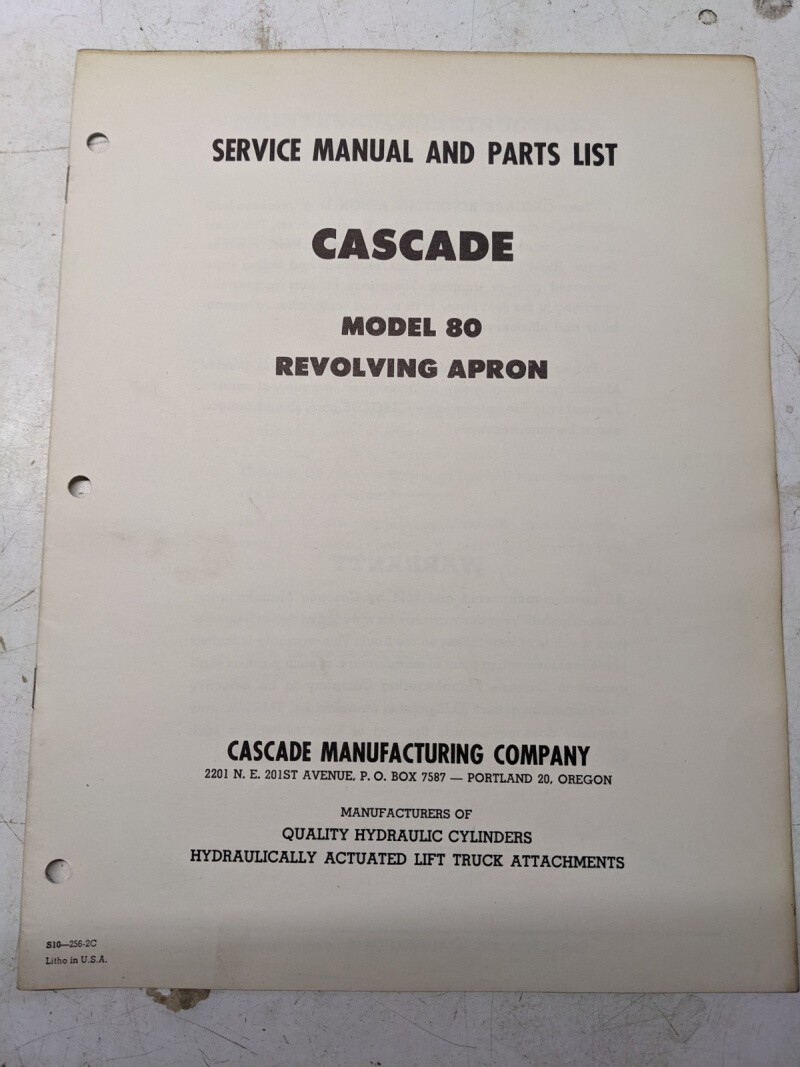 SERVICE MANUAL AND PARTS LIST
CASCADE
MODEL 80
REVOLVING APRON
CASCADE MANUFACTURING COMPANY
2201 N. E. 201ST AVENUE, P. O. BOX 7587 — PORTLAND 20, OREGON
MANUFACTURERS OF
QUALITY HYDRAULIC CYLINDERS
HYDRAULICALLY ACTUATED LIFT TRUCK ATTACHMENTS
S10—256-2C
Litho in U.S.A.